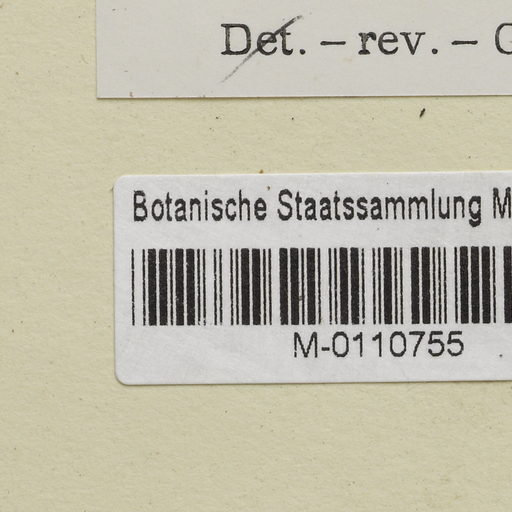 Det. – rev. – G
Botanische Staatssammlung M
M-0110755